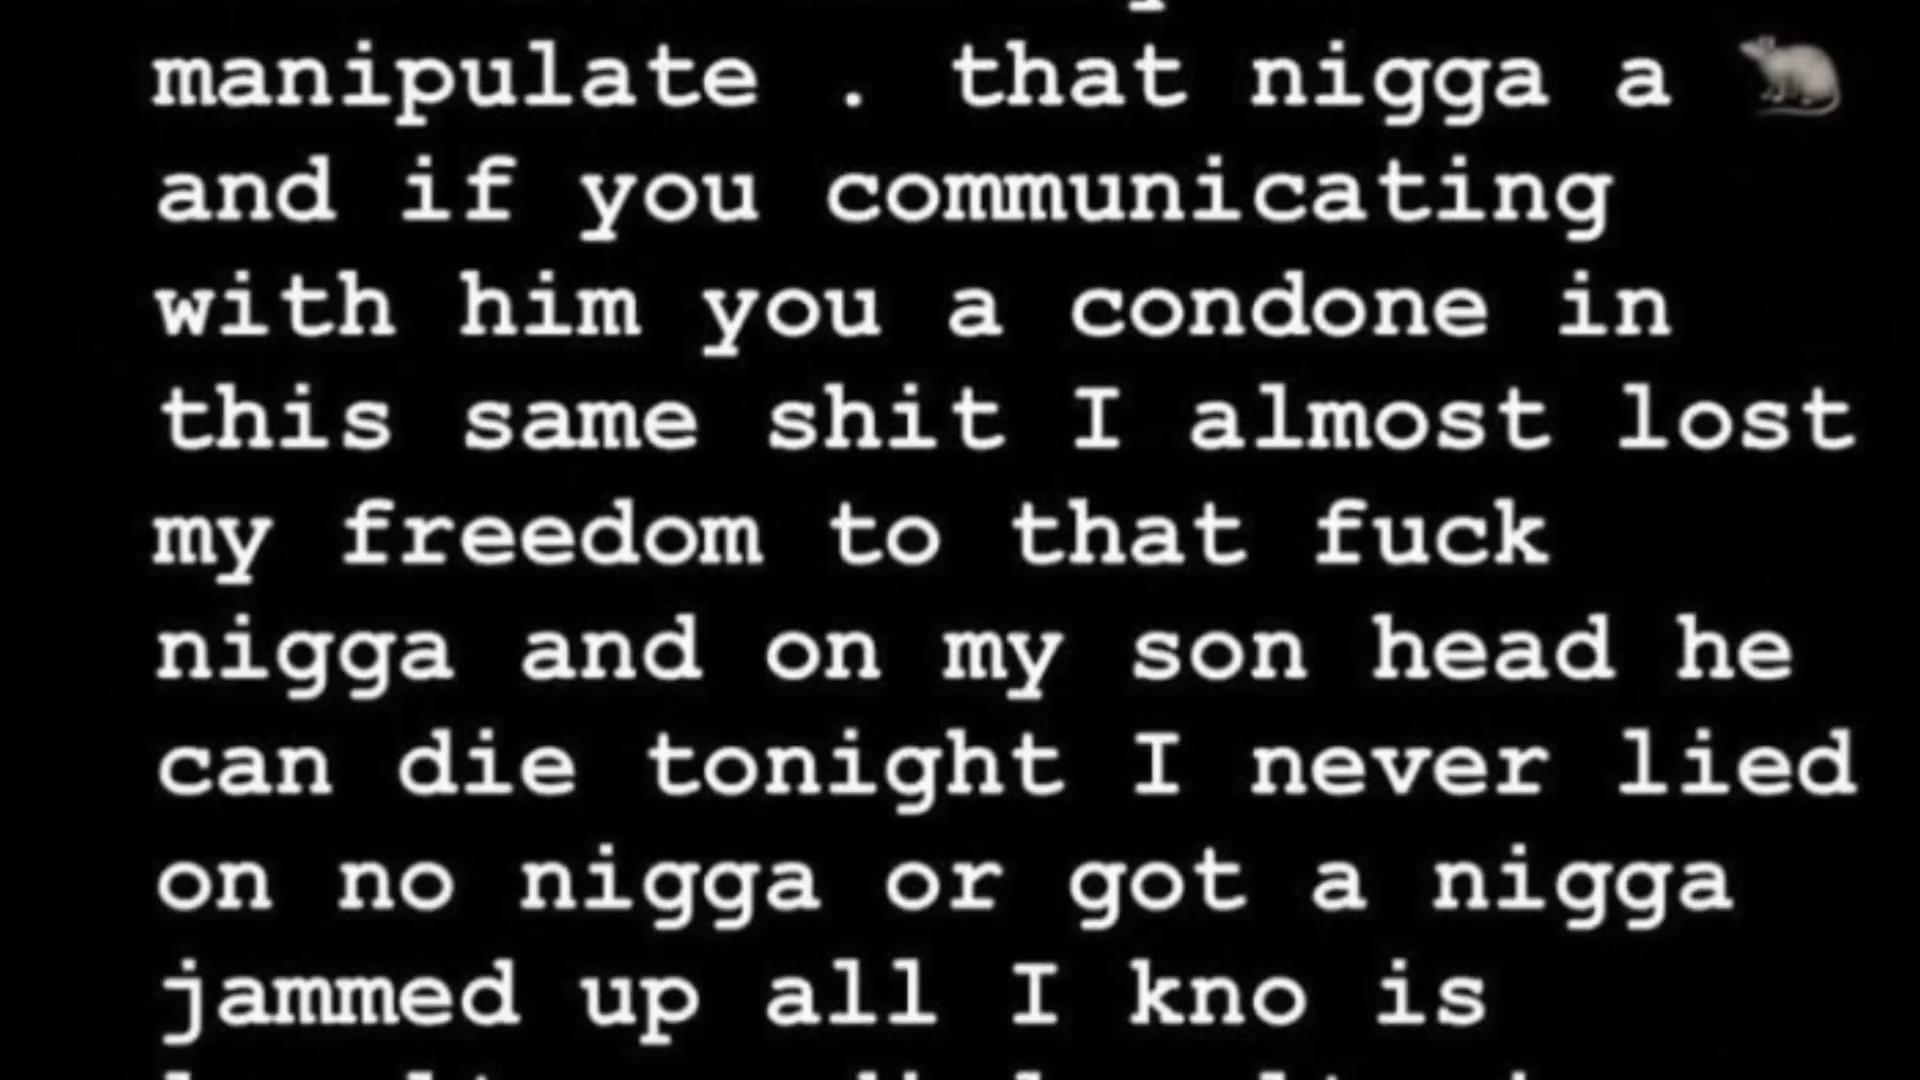 manipulate . that nigga a 🐀
and if you communicating
with him you a condone in
this same shit I almost lost
my freedom to that fuck
nigga and on my son head he
can die tonight I never lied
on no nigga or got a nigga
jammed up all I kno is